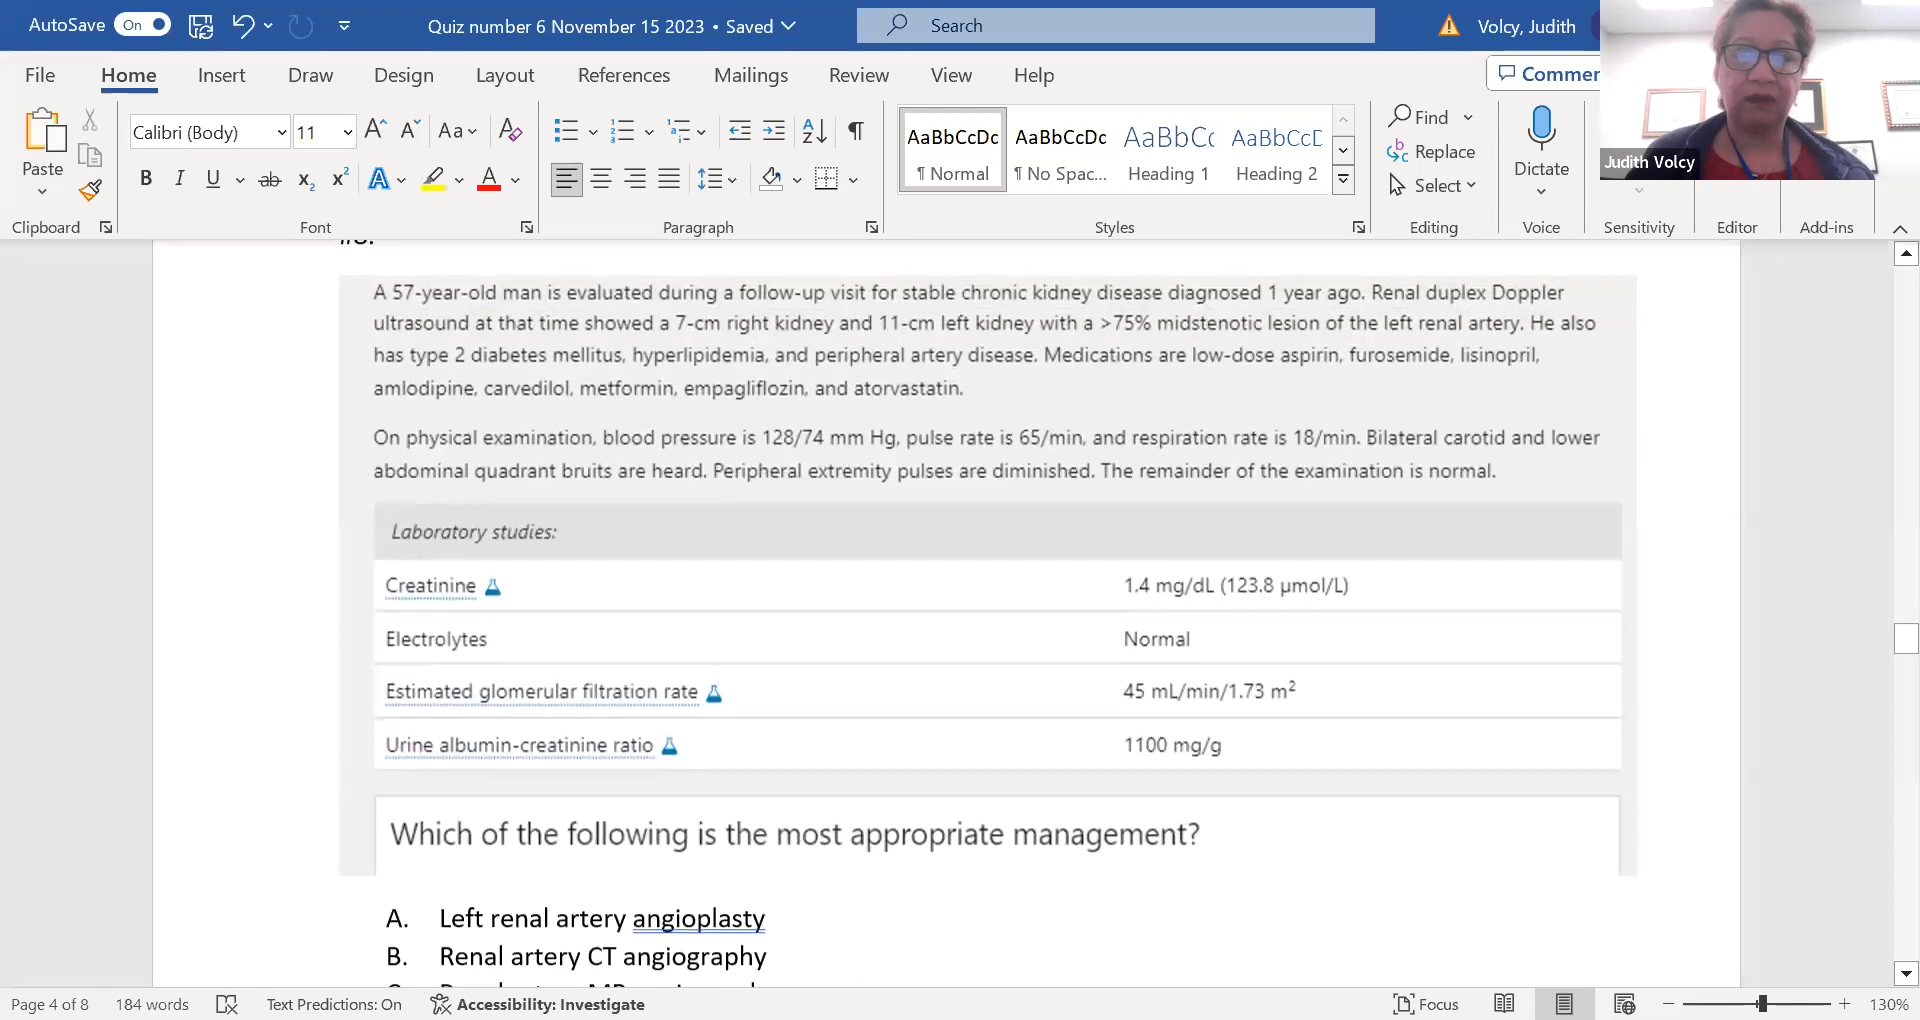 AutoSave On Quiz number 6 November 15 2023 • Saved Search Volcy, Judith
File Home Insert Draw Design Layout References Mailings Review View Help
Paste
Clipboard
Calibri (Body) 11 Aa
B I U ab x2 x2 A A
Font
Paragraph
AaBbCcDc AaBbCcDc AaBbCc AaBbCcD
¶ Normal ¶ No Spac... Heading 1 Heading 2
Styles
Find
Replace
Select
Editing
Dictate
Voice
Sensitivity
Editor
Add-ins
Judith Volcy
A 57-year-old man is evaluated during a follow-up visit for stable chronic kidney disease diagnosed 1 year ago. Renal duplex Doppler
ultrasound at that time showed a 7-cm right kidney and 11-cm left kidney with a >75% midstenotic lesion of the left renal artery. He also
has type 2 diabetes mellitus, hyperlipidemia, and peripheral artery disease. Medications are low-dose aspirin, furosemide, lisinopril,
amlodipine, carvedilol, metformin, empagliflozin, and atorvastatin.
On physical examination, blood pressure is 128/74 mm Hg, pulse rate is 65/min, and respiration rate is 18/min. Bilateral carotid and lower
abdominal quadrant bruits are heard. Peripheral extremity pulses are diminished. The remainder of the examination is normal.
Laboratory studies:
Creatinine 1.4 mg/dL (123.8 µmol/L)
Electrolytes Normal
Estimated glomerular filtration rate 45 mL/min/1.73 m²
Urine albumin-creatinine ratio 1100 mg/g
Which of the following is the most appropriate management?
A. Left renal artery angioplasty
B. Renal artery CT angiography
Page 4 of 8 184 words Text Predictions: On Accessibility: Investigate Focus 130%